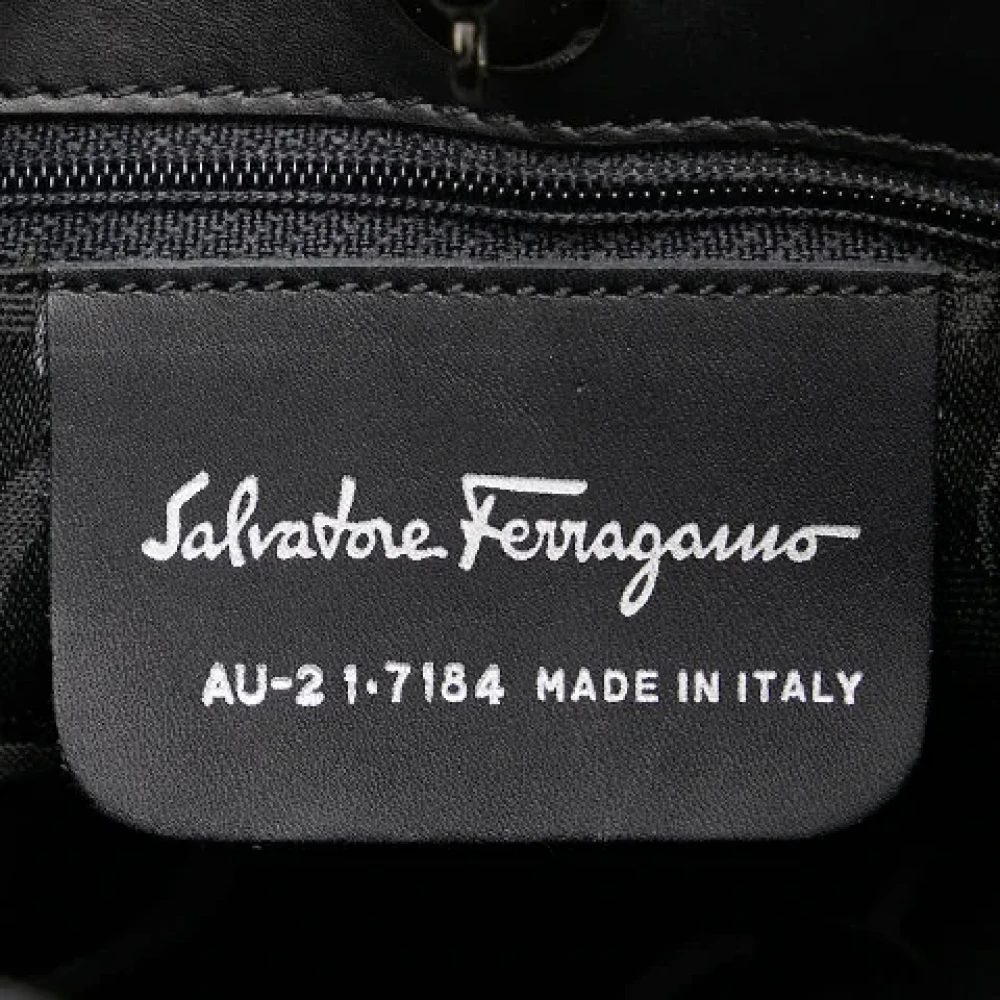 Salvatore Ferragamo
AU-21·7184 MADE IN ITALY